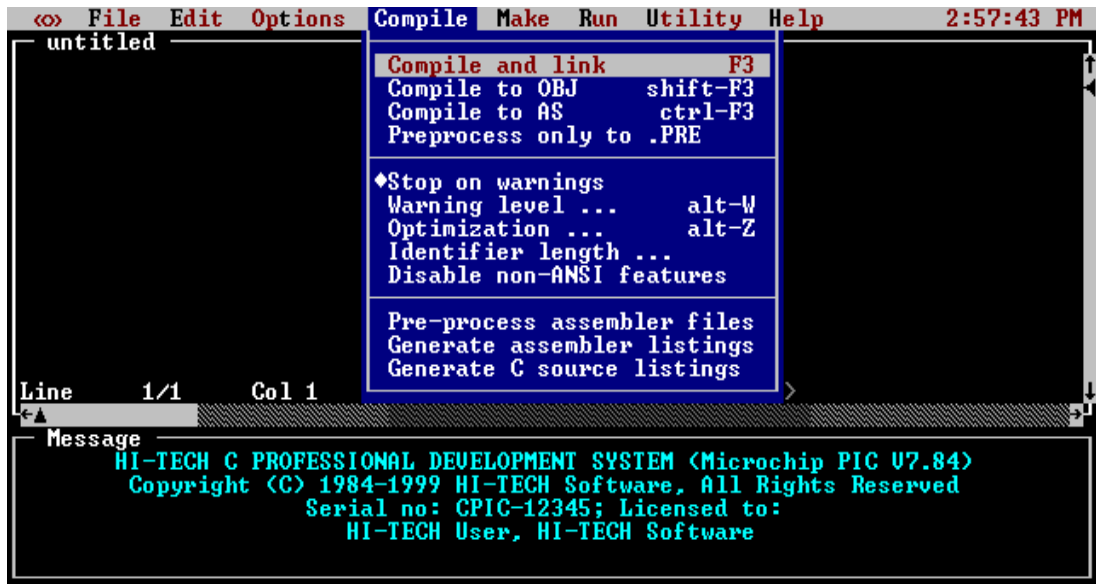 File Edit Options Compile Make Run Utility Help 2:57:43 PM
untitled
Compile and link F3
Compile to OBJ shift-F3
Compile to AS ctrl-F3
Preprocess only to .PRE
♦Stop on warnings
Warning level ... alt-W
Optimization ... alt-Z
Identifier length ...
Disable non-ANSI features
Pre-process assembler files
Generate assembler listings
Generate C source listings
Line 1/1 Col 1
Message
HI-TECH C PROFESSIONAL DEVELOPMENT SYSTEM (Microchip PIC V7.84)
Copyright (C) 1984-1999 HI-TECH Software, All Rights Reserved
Serial no: CPIC-12345; Licensed to:
HI-TECH User, HI-TECH Software